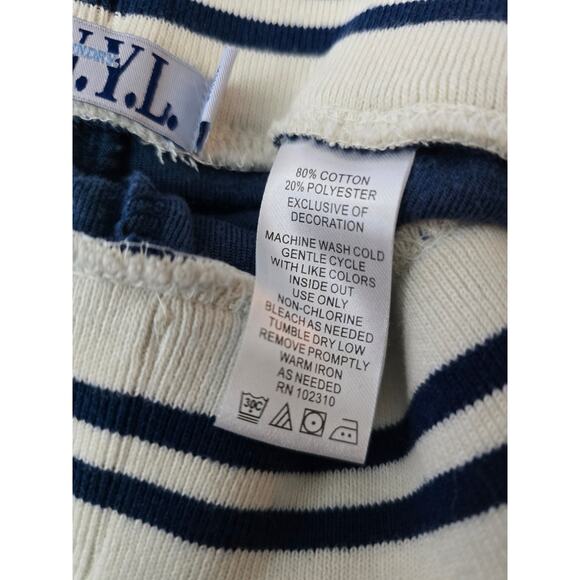 .Y.L.
80% COTTON
20% POLYESTER
EXCLUSIVE OF
DECORATION
MACHINE WASH COLD
GENTLE CYCLE
WITH LIKE COLORS
INSIDE OUT
USE ONLY
NON-CHLORINE
BLEACH AS NEEDED
TUMBLE DRY LOW
REMOVE PROMPTLY
WARM IRON
AS NEEDED
RN 102310
30C